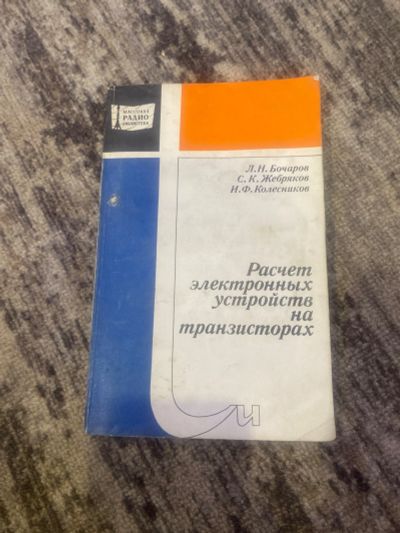 МАССОВАЯ
РАДИО
БИБЛИОТЕКА
Л.Н. Бочаров
С.К. Жебряков
И.Ф. Колесников
Расчет
электронных
устройств
на
транзисторах